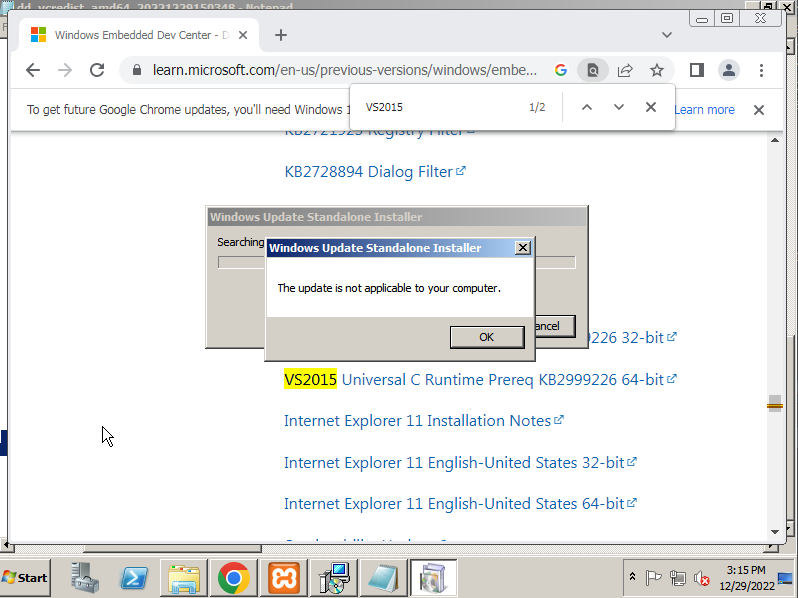 dd_vcredist_amd64_20221229150348 - Notepad
Windows Embedded Dev Center - D
learn.microsoft.com/en-us/previous-versions/windows/embe...
To get future Google Chrome updates, you'll need Windows 1
VS2015
1/2
Learn more
KB2721923 Registry Filter
KB2728894 Dialog Filter
Windows Update Standalone Installer
Searching
Windows Update Standalone Installer
The update is not applicable to your computer.
ancel
OK
9226 32-bit
VS2015 Universal C Runtime Prereq KB2999226 64-bit
Internet Explorer 11 Installation Notes
Internet Explorer 11 English-United States 32-bit
Internet Explorer 11 English-United States 64-bit
Start
3:15 PM
12/29/2022